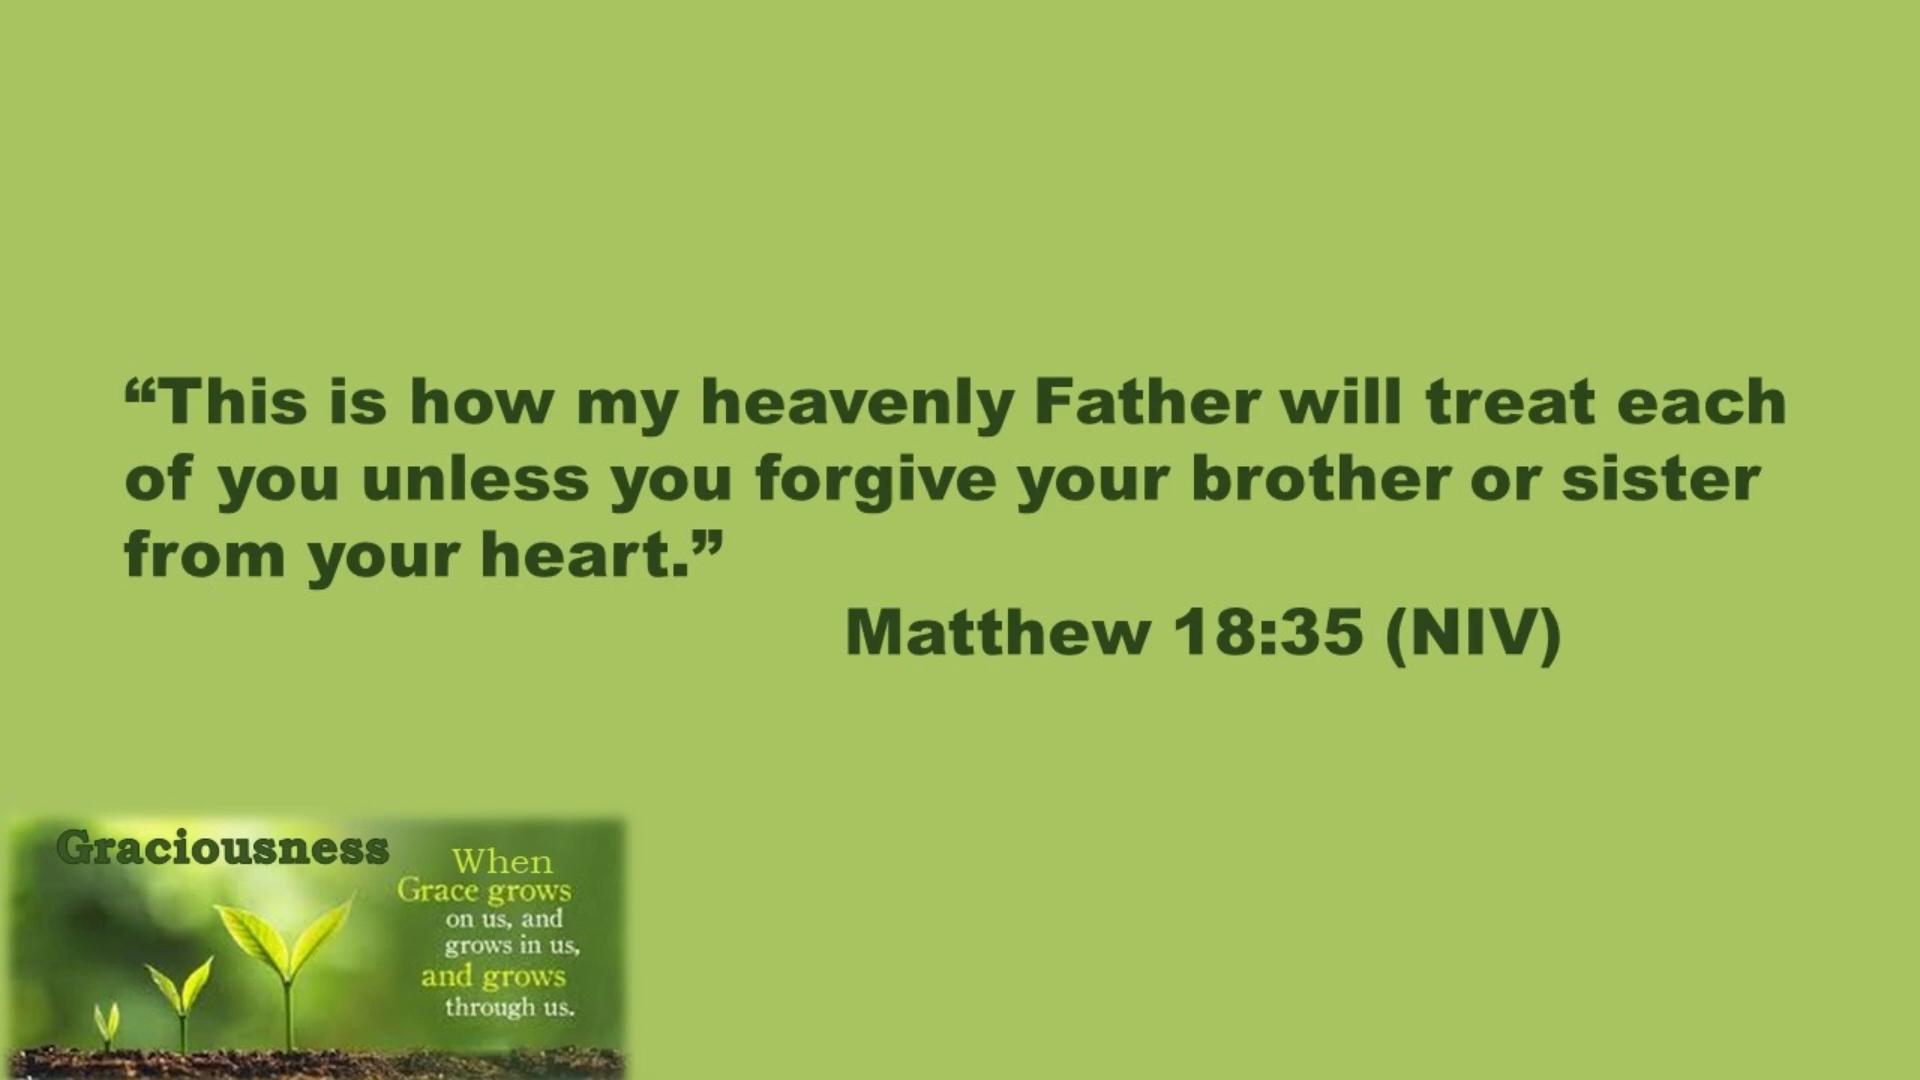 “This is how my heavenly Father will treat each
of you unless you forgive your brother or sister
from your heart.”
Matthew 18:35 (NIV)
Graciousness
When
Grace grows
on us, and
grows in us,
and grows
through us.